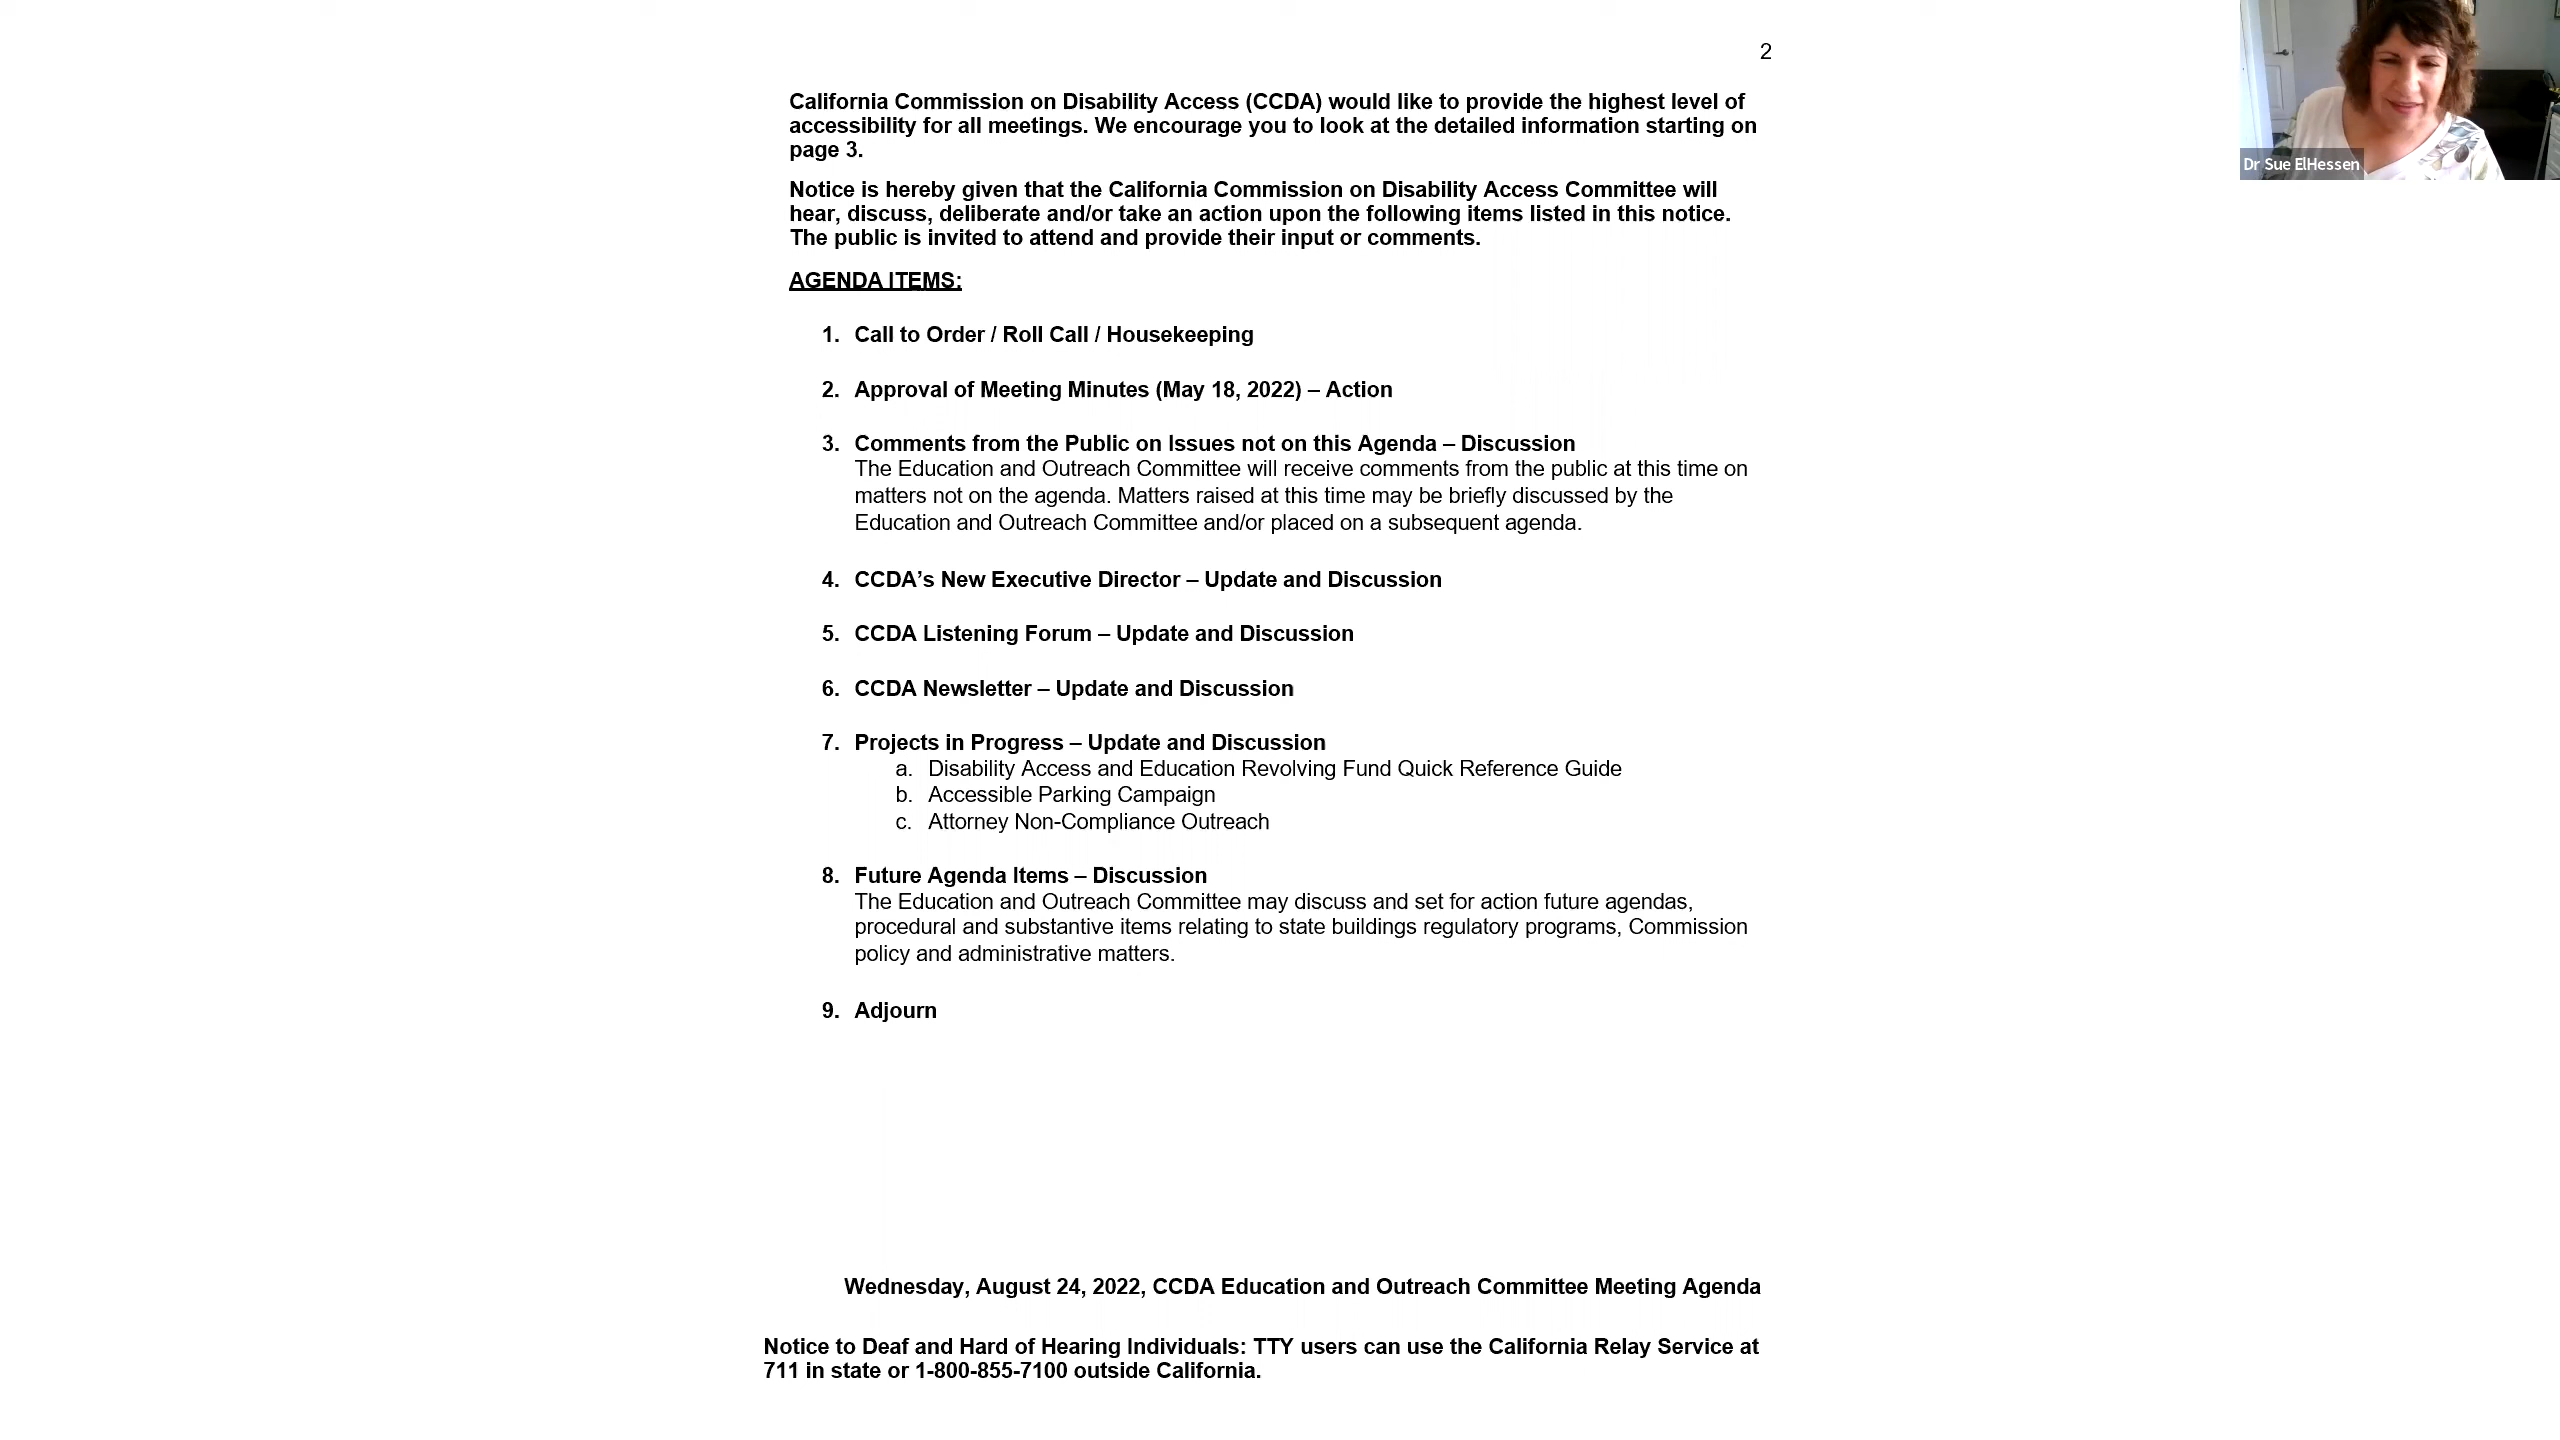 2
California Commission on Disability Access (CCDA) would like to provide the highest level of
accessibility for all meetings. We encourage you to look at the detailed information starting on
page 3.
Notice is hereby given that the California Commission on Disability Access Committee will
hear, discuss, deliberate and/or take an action upon the following items listed in this notice.
The public is invited to attend and provide their input or comments.
AGENDA ITEMS:
1. Call to Order / Roll Call / Housekeeping
2. Approval of Meeting Minutes (May 18, 2022) – Action
3. Comments from the Public on Issues not on this Agenda – Discussion
The Education and Outreach Committee will receive comments from the public at this time on
matters not on the agenda. Matters raised at this time may be briefly discussed by the
Education and Outreach Committee and/or placed on a subsequent agenda.
4. CCDA’s New Executive Director – Update and Discussion
5. CCDA Listening Forum – Update and Discussion
6. CCDA Newsletter – Update and Discussion
7. Projects in Progress – Update and Discussion
a. Disability Access and Education Revolving Fund Quick Reference Guide
b. Accessible Parking Campaign
c. Attorney Non-Compliance Outreach
8. Future Agenda Items – Discussion
The Education and Outreach Committee may discuss and set for action future agendas,
procedural and substantive items relating to state buildings regulatory programs, Commission
policy and administrative matters.
9. Adjourn
Wednesday, August 24, 2022, CCDA Education and Outreach Committee Meeting Agenda
Notice to Deaf and Hard of Hearing Individuals: TTY users can use the California Relay Service at
711 in state or 1-800-855-7100 outside California.
Dr Sue ElHessen